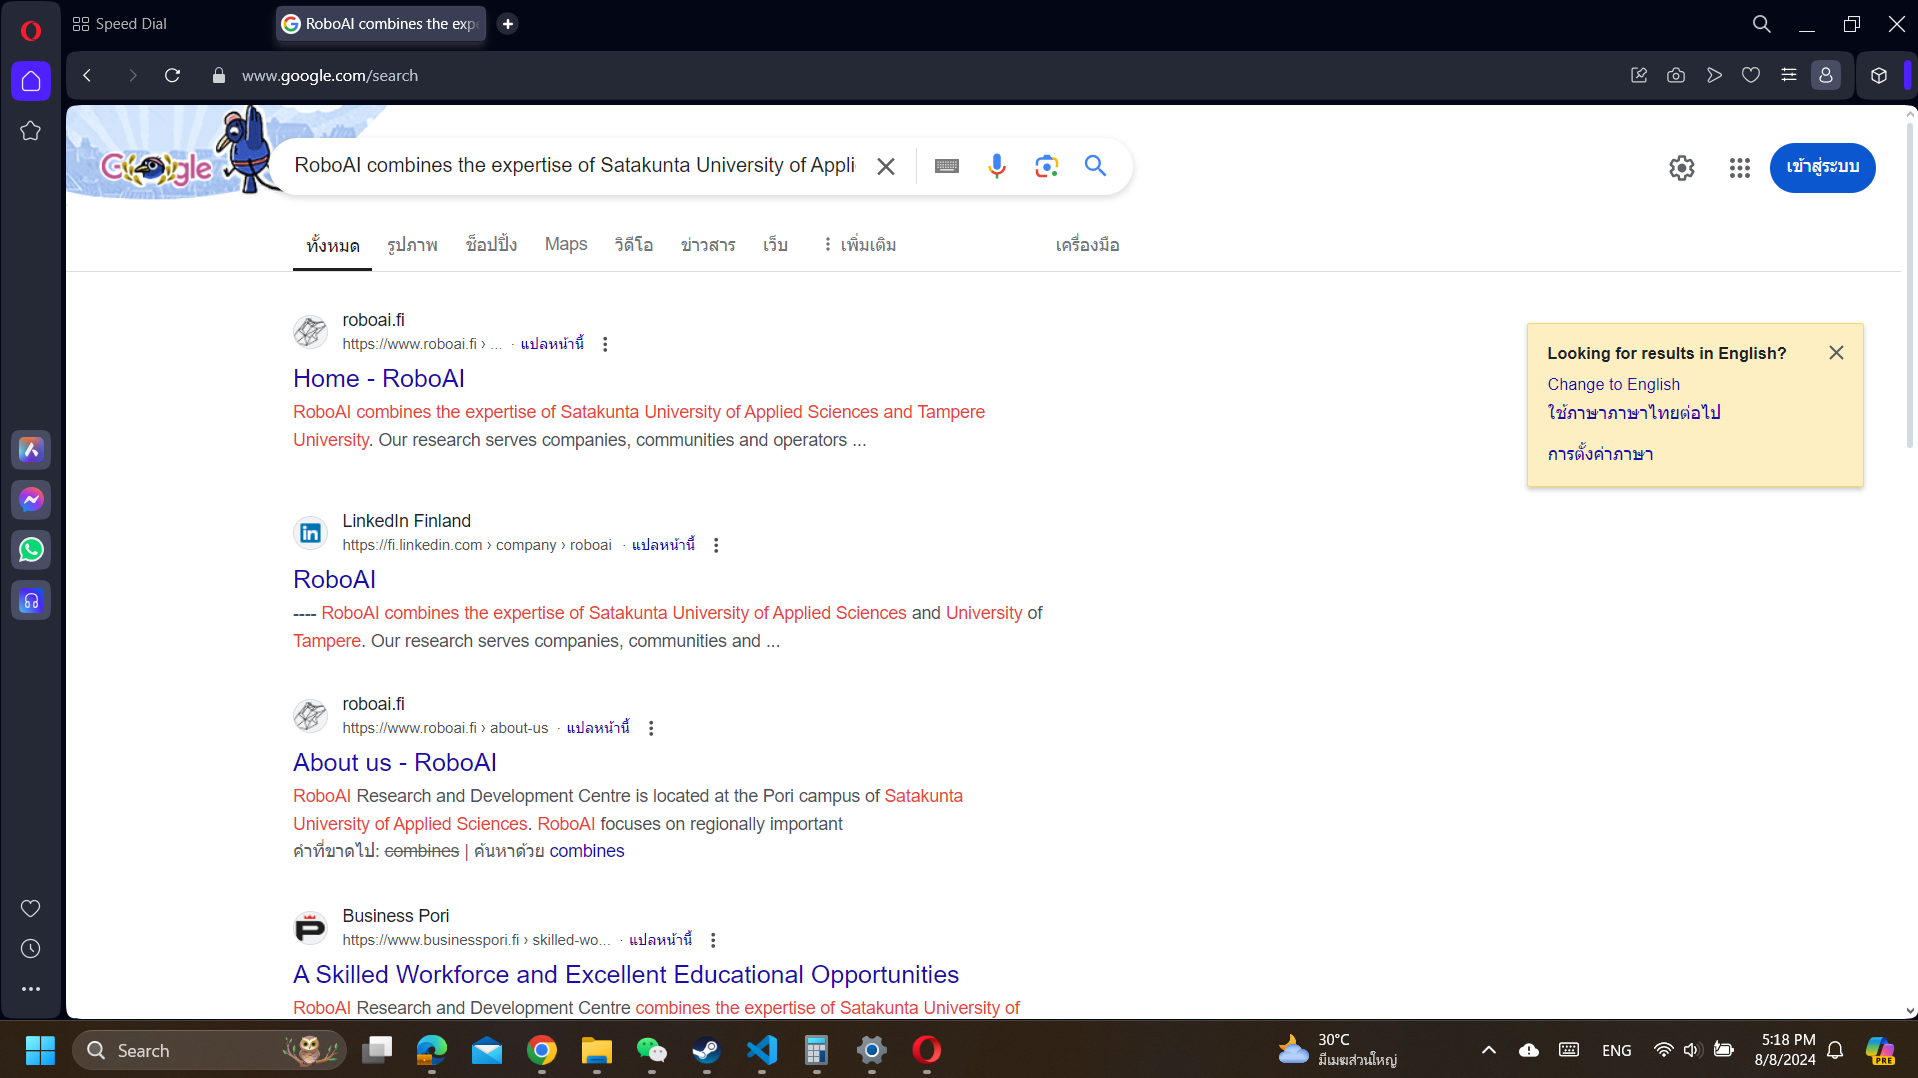 Speed Dial
RoboAI combines the exp
www.google.com/search
Google
RoboAI combines the expertise of Satakunta University of Appli
เข้าสู่ระบบ
ทั้งหมด
รูปภาพ
ช็อปปิ้ง
Maps
วิดีโอ
ข่าวสาร
เว็บ
เพิ่มเติม
เครื่องมือ
roboai.fi
https://www.roboai.fi › ... · แปลหน้านี้
Home - RoboAI
RoboAI combines the expertise of Satakunta University of Applied Sciences and Tampere
University. Our research serves companies, communities and operators ...
Looking for results in English?
Change to English
ใช้ภาษาภาษาไทยต่อไป
การตั้งค่าภาษา
LinkedIn Finland
https://fi.linkedin.com › company › roboai · แปลหน้านี้
RoboAI
---- RoboAI combines the expertise of Satakunta University of Applied Sciences and University of
Tampere. Our research serves companies, communities and ...
roboai.fi
https://www.roboai.fi › about-us · แปลหน้านี้
About us - RoboAI
RoboAI Research and Development Centre is located at the Pori campus of Satakunta
University of Applied Sciences. RoboAI focuses on regionally important
คำที่ขาดไป: combines | ค้นหาด้วย combines
Business Pori
https://www.businesspori.fi › skilled-wo... · แปลหน้านี้
A Skilled Workforce and Excellent Educational Opportunities
RoboAI Research and Development Centre combines the expertise of Satakunta University of
Search
30°C
มีเมฆส่วนใหญ่
ENG
5:18 PM
8/8/2024
PRE